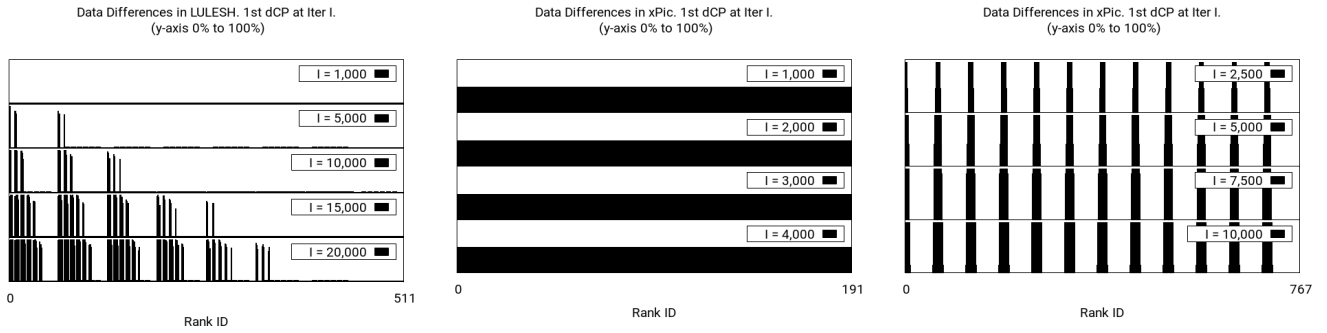 Data Differences in LULESH. 1st dCP at Iter I.
(y-axis 0% to 100%)
I = 1,000
I = 5,000
I = 10,000
I = 15,000
I = 20,000
0
511
Rank ID
Data Differences in xPic. 1st dCP at Iter I.
(y-axis 0% to 100%)
I = 1,000
I = 2,000
I = 3,000
I = 4,000
0
191
Rank ID
Data Differences in xPic. 1st dCP at Iter I.
(y-axis 0% to 100%)
I = 2,500
I = 5,000
I = 7,500
I = 10,000
0
767
Rank ID